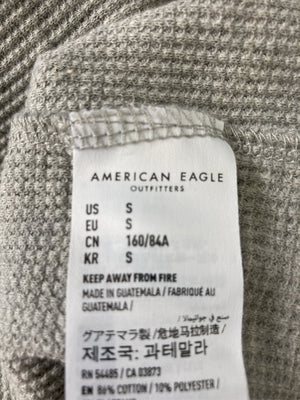 AMERICAN EAGLE
OUTFITTERS
US S
EU S
CN 160/84A
KR S
KEEP AWAY FROM FIRE
MADE IN GUATEMALA / FABRIQUÉ AU
GUATEMALA /
グアテマラ製 / 危地马拉制造 /
제조국: 과테말라
RN 54485 / CA 03873
EN 86% COTTON / 10% POLYESTER /